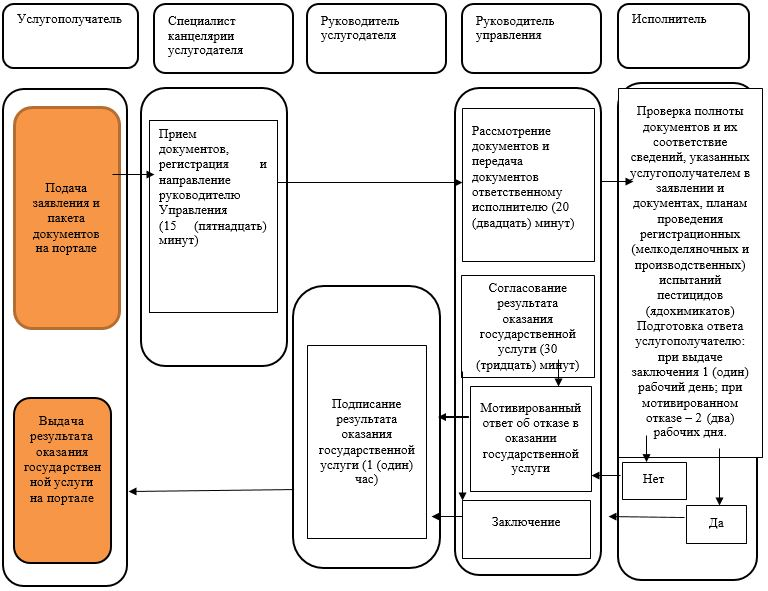 Услугополучатель
Специалист
канцелярии
услугодателя
Руководитель
услугодателя
Руководитель
управления
Исполнитель
Подача
заявления и
пакета
документов
на портале
Прием
документов,
регистрация и
направление
руководителю
Управления
(15 (пятнадцать)
минут)
Рассмотрение
документов и
передача
документов
ответственному
исполнителю (20
(двадцать) минут)
Проверка полноты
документов и их
соответствие
сведений, указанных
услугополучателем в
заявлении и
документах, планам
проведения
регистрационных
(мелкоделяночных и
производственных)
испытаний
пестицидов
(ядохимикатов)
Подготовка ответа
услугополучателю:
при выдаче
заключения 1 (один)
рабочий день; при
мотивированном
отказе – 2 (два)
рабочих дня.
Согласование
результата
оказания
государственной
услуги (30
(тридцать) минут)
Подписание
результата
оказания
государственной
услуги (1 (один)
час)
Мотивированный
ответ об отказе в
оказании
государственной
услуги
Выдача
результата
оказания
государствен
ной услуги
на портале
Нет
Заключение
Да